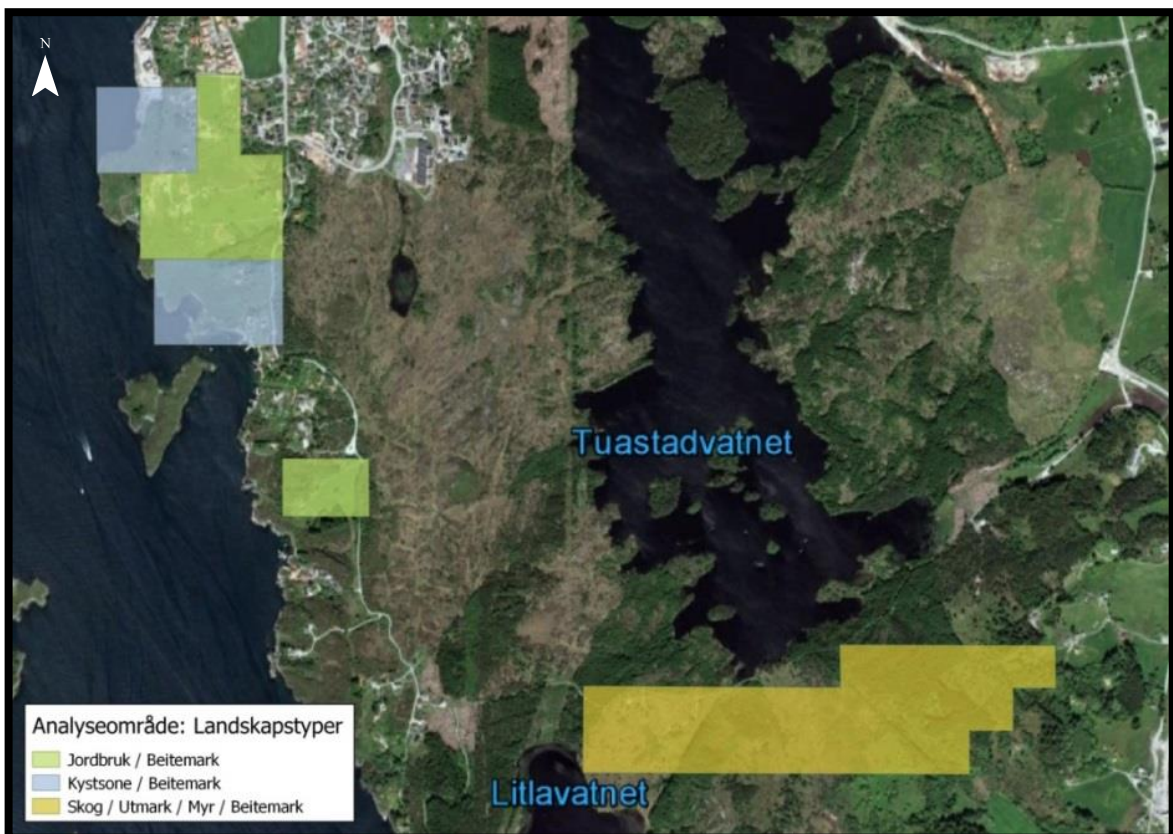 N
Tuastadvatnet
Litlavatnet
Analyseområde: Landskapstyper
Jordbruk / Beitemark
Kystsone / Beitemark
Skog / Utmark / Myr / Beitemark